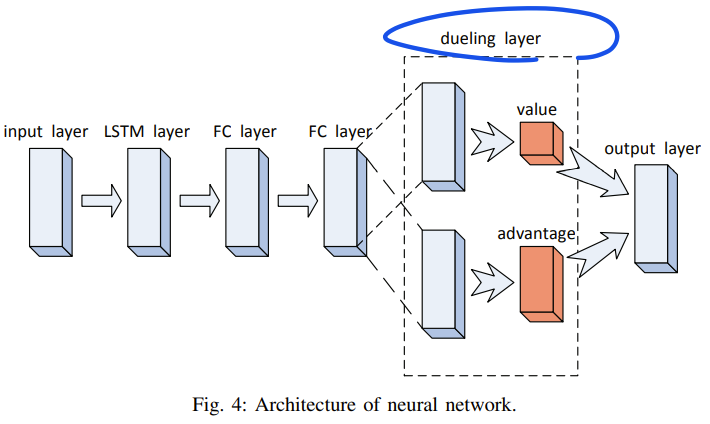 dueling layer
input layer
LSTM layer
FC layer
FC layer
value
output layer
advantage
Fig. 4: Architecture of neural network.